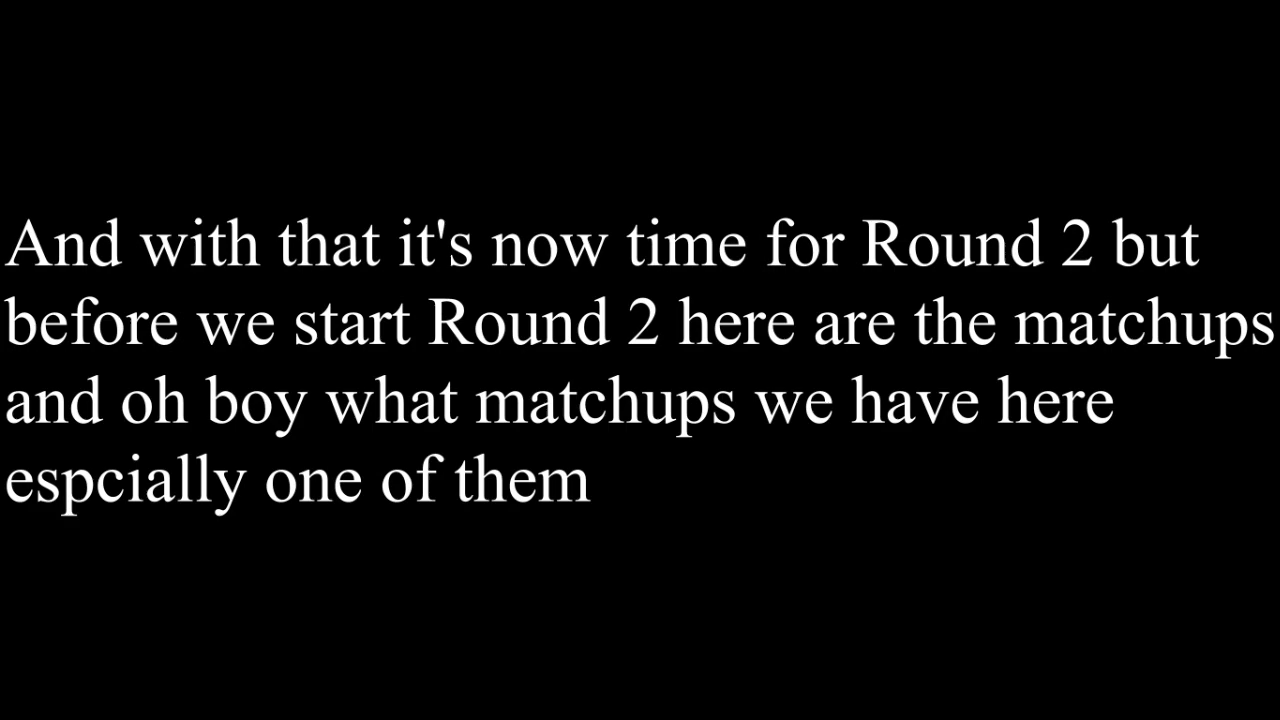 And with that it's now time for Round 2 but
before we start Round 2 here are the matchups
and oh boy what matchups we have here
espcially one of them